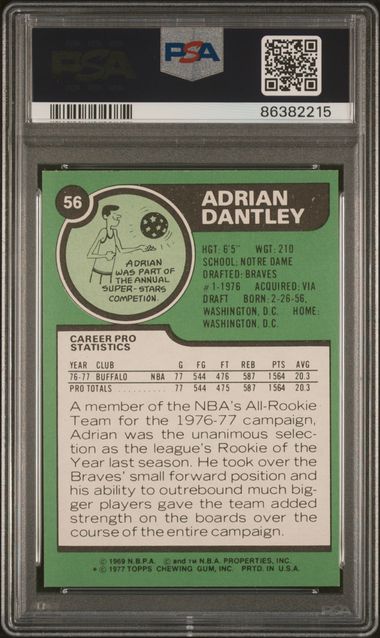 PSA
PSA
86382215
56
ADRIAN
DANTLEY
ADRIAN
WAS PART OF
THE ANNUAL
SUPER-STARS
COMPETION.
HGT: 6'5" WGT: 210
SCHOOL: NOTRE DAME
DRAFTED: BRAVES
#1-1976 ACQUIRED: VIA
DRAFT BORN: 2-26-56,
WASHINGTON, D.C. HOME:
WASHINGTON, D.C.
CAREER PRO
STATISTICS
YEAR CLUB G FG FT REB PTS AVG
76-77 BUFFALO NBA 77 544 476 587 1564 20.3
PRO TOTALS .......... 77 544 475 587 1564 20.3
A member of the NBA's All-Rookie
Team for the 1976-77 campaign,
Adrian was the unanimous selec-
tion as the league's Rookie of the
Year last season. He took over the
Braves' small forward position and
his ability to outrebound much big-
ger players gave the team added
strength on the boards over the
course of the entire campaign.
© 1969 N.B.P.A. © and TM N.B.A. PROPERTIES, INC.
* © 1977 TOPPS CHEWING GUM, INC. PRTD. IN U.S.A.